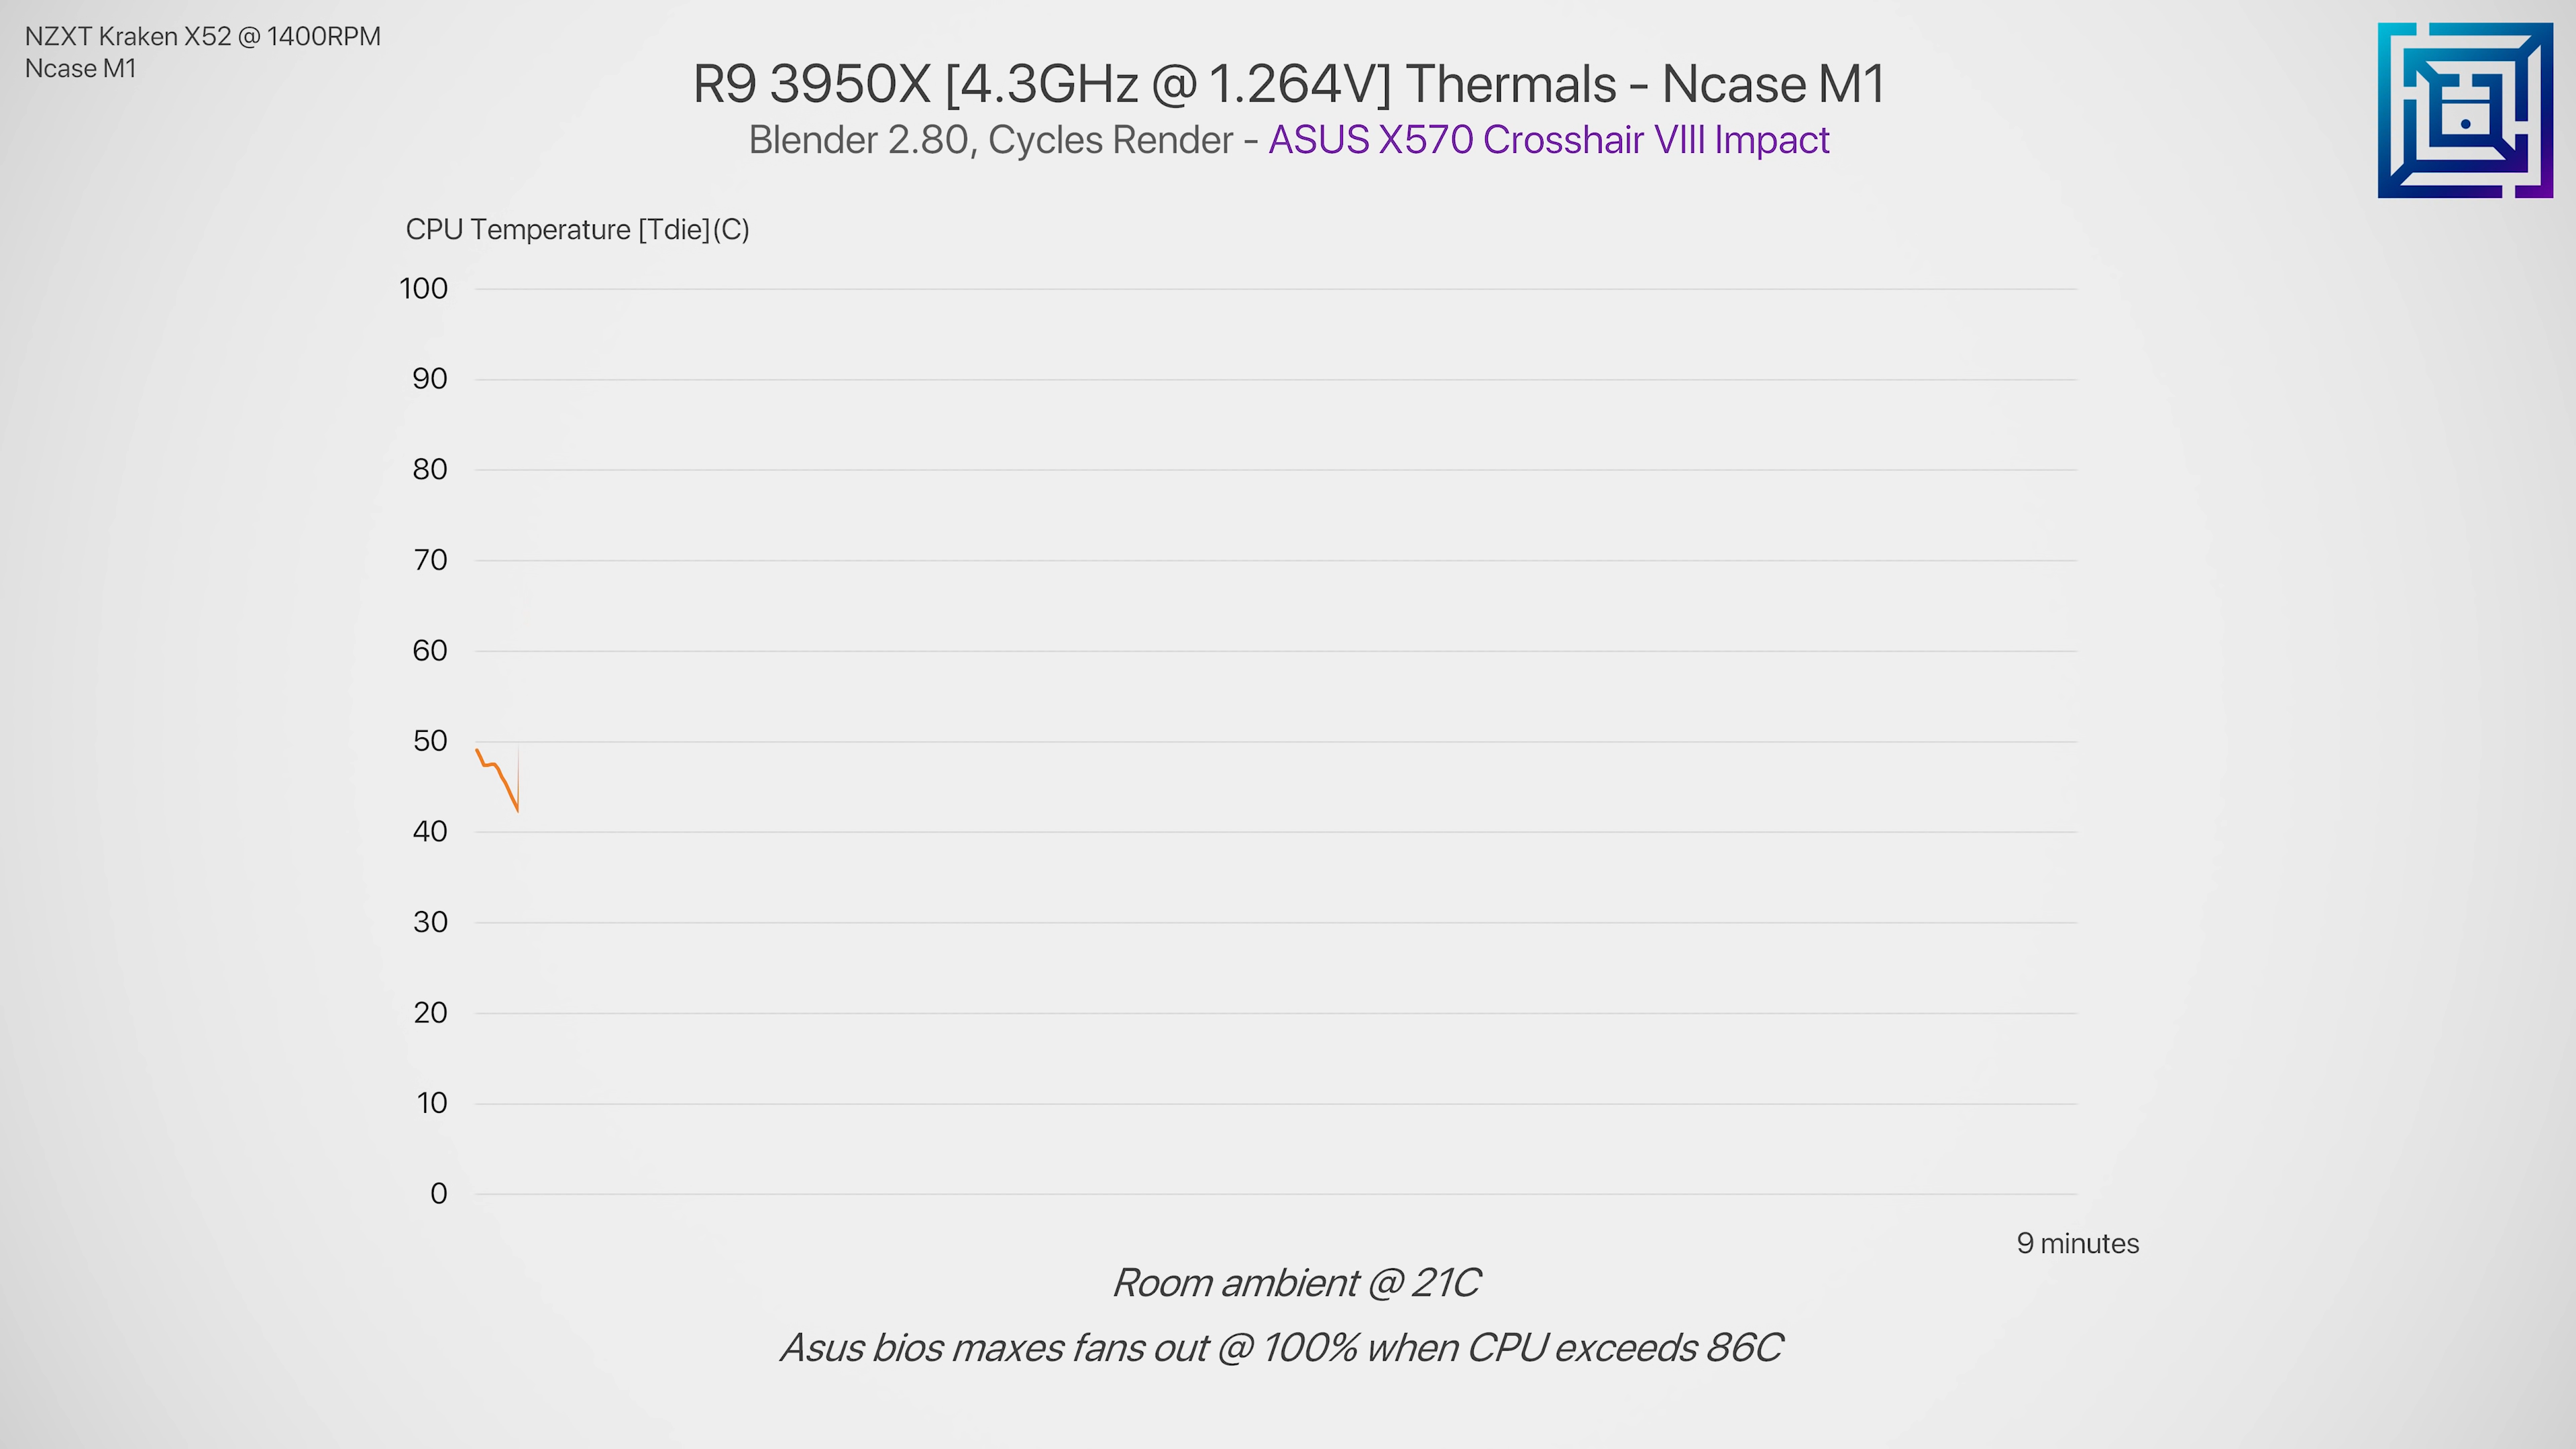 NZXT Kraken X52 @ 1400RPM
Ncase M1
R9 3950X [4.3GHz @ 1.264V] Thermals - Ncase M1
Blender 2.80, Cycles Render - ASUS X570 Crosshair VIII Impact
CPU Temperature [Tdie](C)
100
90
80
70
60
50
40
30
20
10
0
9 minutes
Room ambient @ 21C
Asus bios maxes fans out @ 100% when CPU exceeds 86C